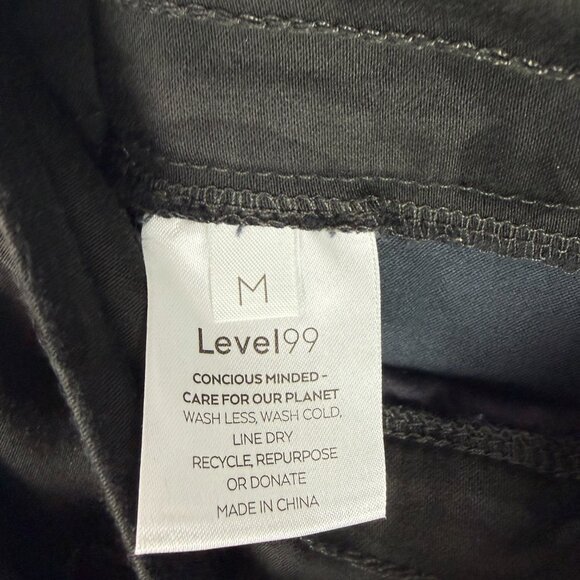 M
Level99
CONCIOUS MINDED -
CARE FOR OUR PLANET
WASH LESS, WASH COLD,
LINE DRY
RECYCLE, REPURPOSE
OR DONATE
MADE IN CHINA